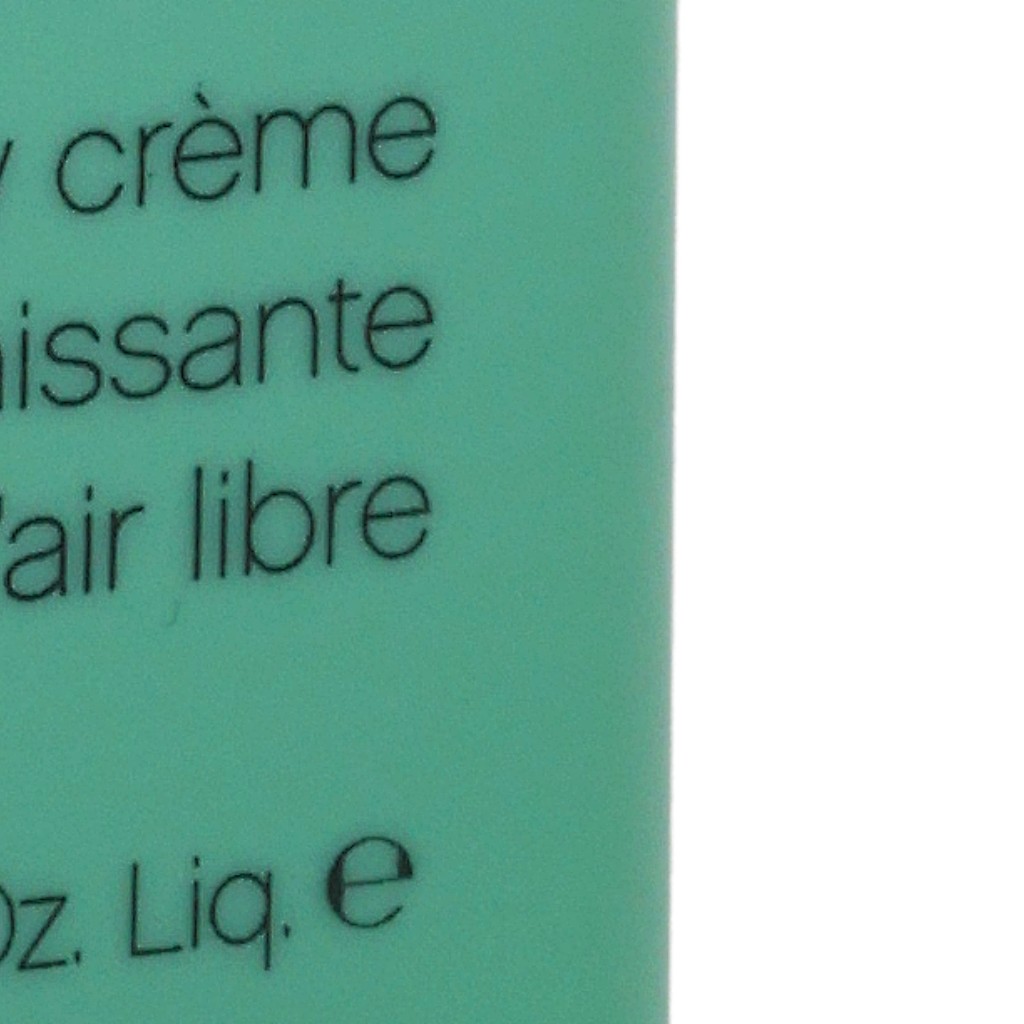 crème
issante
'air libre
Oz. Liq. e